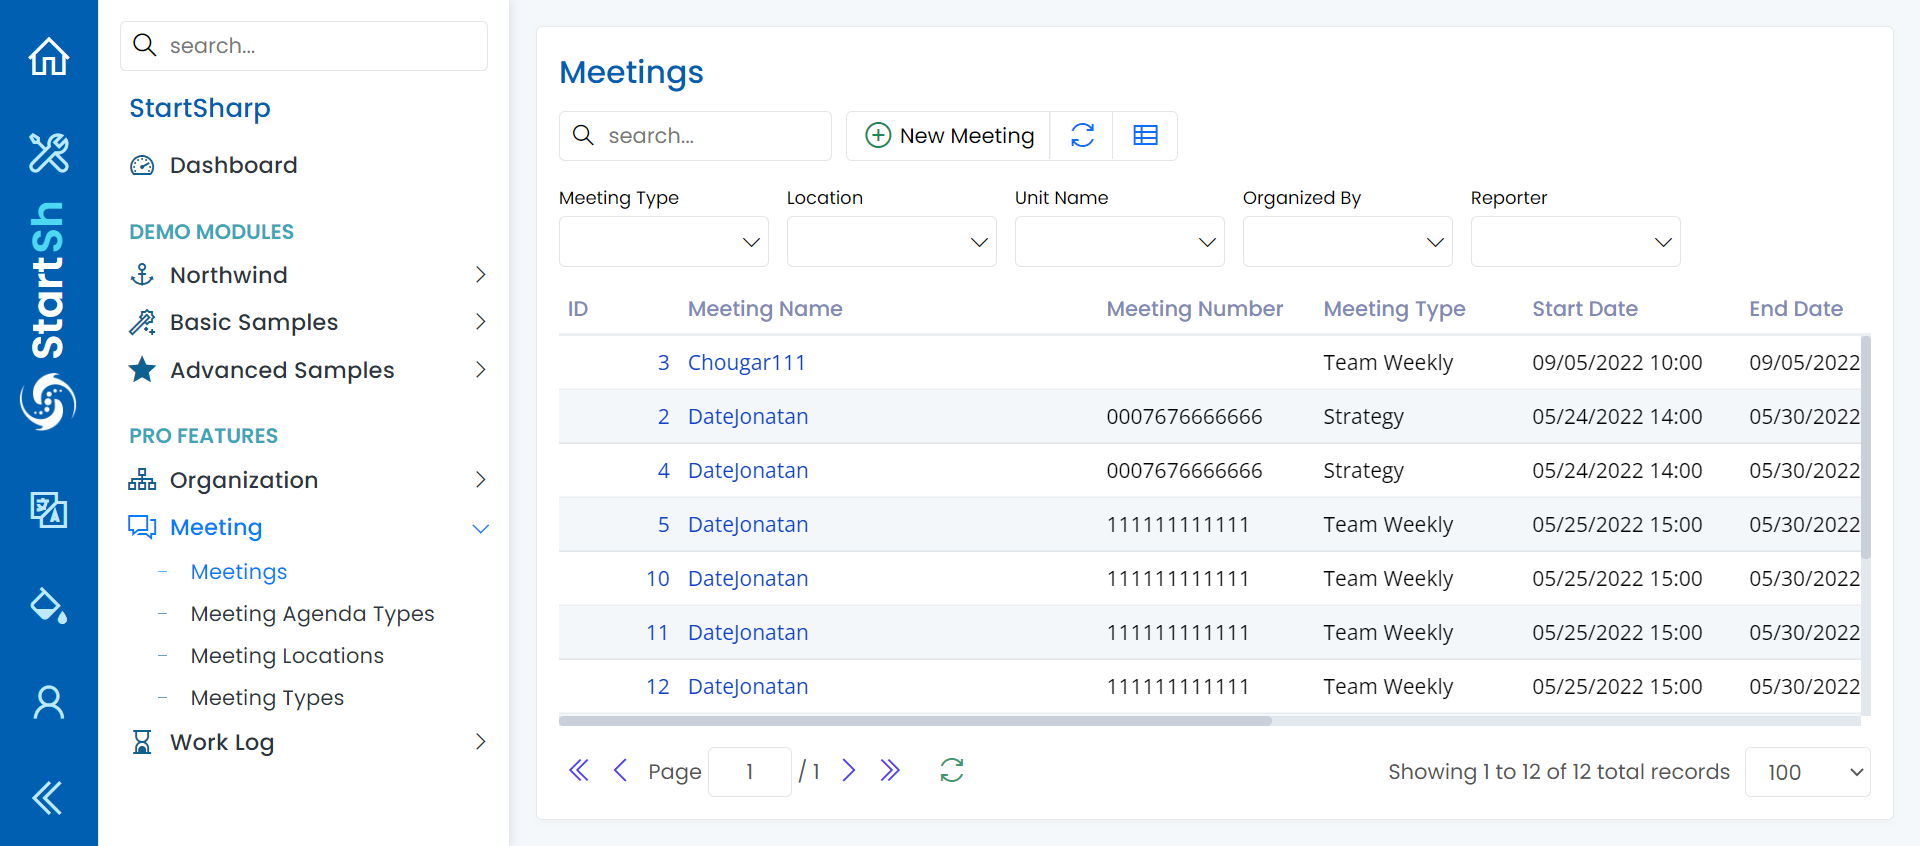 StartSh
search...
StartSharp
Dashboard
DEMO MODULES
Northwind
Basic Samples
Advanced Samples
PRO FEATURES
Organization
Meeting
Meetings
Meeting Agenda Types
Meeting Locations
Meeting Types
Work Log
Meetings
search...
New Meeting
Meeting Type Location Unit Name Organized By Reporter
ID Meeting Name Meeting Number Meeting Type Start Date End Date
3 Chougar111 Team Weekly 09/05/2022 10:00 09/05/2022
2 DateJonatan 0007676666666 Strategy 05/24/2022 14:00 05/30/2022
4 DateJonatan 0007676666666 Strategy 05/24/2022 14:00 05/30/2022
5 DateJonatan 111111111111 Team Weekly 05/25/2022 15:00 05/30/2022
10 DateJonatan 111111111111 Team Weekly 05/25/2022 15:00 05/30/2022
11 DateJonatan 111111111111 Team Weekly 05/25/2022 15:00 05/30/2022
12 DateJonatan 111111111111 Team Weekly 05/25/2022 15:00 05/30/2022
Page 1 / 1 Showing 1 to 12 of 12 total records 100